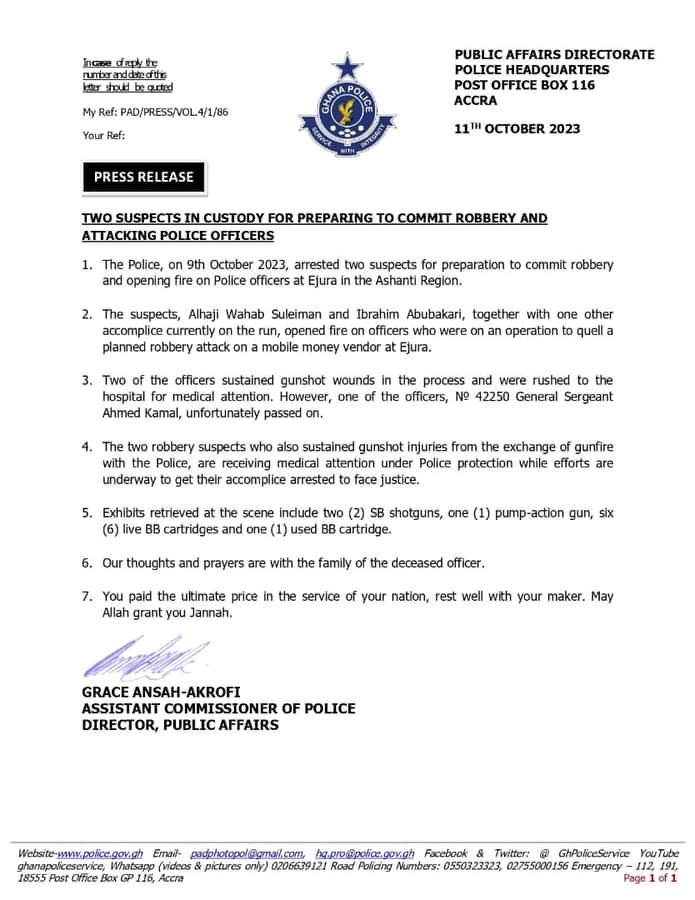 In case of reply the
number and date of this
letter should be quoted
My Ref: PAD/PRESS/VOL.4/1/86
Your Ref:
GHANA POLICE
SERVICE WITH INTEGRITY
PUBLIC AFFAIRS DIRECTORATE
POLICE HEADQUARTERS
POST OFFICE BOX 116
ACCRA
11TH OCTOBER 2023
PRESS RELEASE
TWO SUSPECTS IN CUSTODY FOR PREPARING TO COMMIT ROBBERY AND
ATTACKING POLICE OFFICERS
1. The Police, on 9th October 2023, arrested two suspects for preparation to commit robbery
and opening fire on Police officers at Ejura in the Ashanti Region.
2. The suspects, Alhaji Wahab Suleiman and Ibrahim Abubakari, together with one other
accomplice currently on the run, opened fire on officers who were on an operation to quell a
planned robbery attack on a mobile money vendor at Ejura.
3. Two of the officers sustained gunshot wounds in the process and were rushed to the
hospital for medical attention. However, one of the officers, № 42250 General Sergeant
Ahmed Kamal, unfortunately passed on.
4. The two robbery suspects who also sustained gunshot injuries from the exchange of gunfire
with the Police, are receiving medical attention under Police protection while efforts are
underway to get their accomplice arrested to face justice.
5. Exhibits retrieved at the scene include two (2) SB shotguns, one (1) pump-action gun, six
(6) live BB cartridges and one (1) used BB cartridge.
6. Our thoughts and prayers are with the family of the deceased officer.
7. You paid the ultimate price in the service of your nation, rest well with your maker. May
Allah grant you Jannah.
GRACE ANSAH-AKROFI
ASSISTANT COMMISSIONER OF POLICE
DIRECTOR, PUBLIC AFFAIRS
Website-www.police.gov.gh Email- padphotopol@gmail.com, hq.pro@police.gov.gh Facebook & Twitter: @ GhPoliceService YouTube
ghanapoliceservice, Whatsapp (videos & pictures only) 0206639121 Road Policing Numbers: 0550323323, 02755000156 Emergency – 112, 191,
18555 Post Office Box GP 116, Accra
Page 1 of 1